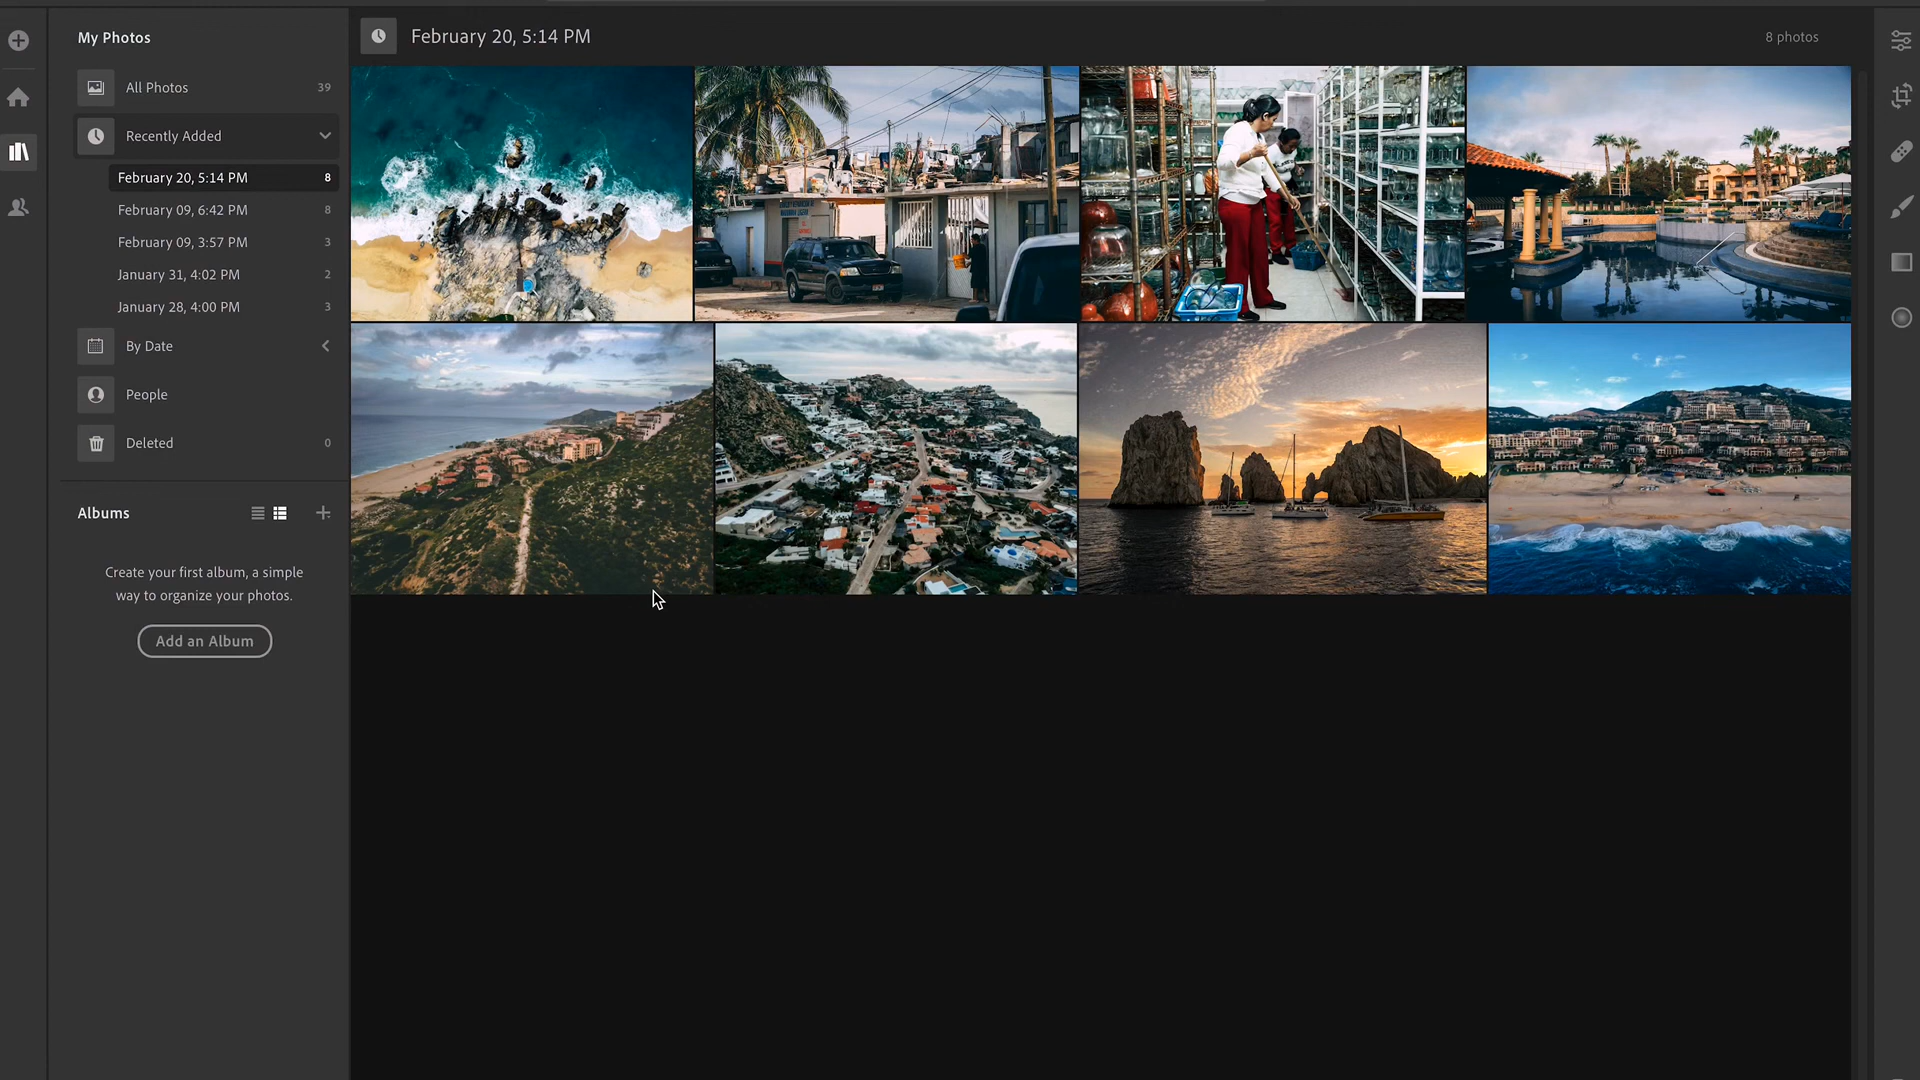 My Photos
All Photos 39
Recently Added
February 20, 5:14 PM 8
February 09, 6:42 PM 8
February 09, 3:57 PM 3
January 31, 4:02 PM 2
January 28, 4:00 PM 3
By Date
People
Deleted 0
Albums
Create your first album, a simple
way to organize your photos.
Add an Album
February 20, 5:14 PM
8 photos